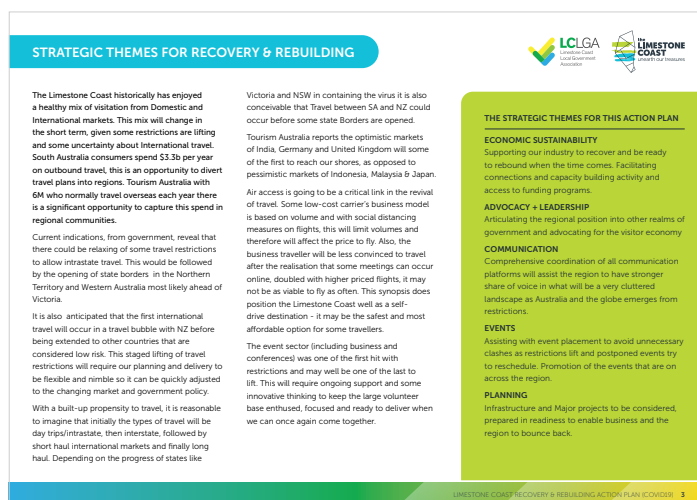 STRATEGIC THEMES FOR RECOVERY & REBUILDING
LCLGA
Limestone Coast
Local Government
Association
the
LIMESTONE
COAST
unearth our treasures
The Limestone Coast historically has enjoyed
a healthy mix of visitation from Domestic and
International markets. This mix will change in
the short term, given some restrictions are lifting
and some uncertainty about International travel.
South Australia consumers spend $3.3b per year
on outbound travel, this is an opportunity to divert
travel plans into regions. Tourism Australia with
6M who normally travel overseas each year there
is a significant opportunity to capture this spend in
regional communities.
Current indications, from government, reveal that
there could be relaxing of some travel restrictions
to allow intrastate travel. This would be followed
by the opening of state borders in the Northern
Territory and Western Australia most likely ahead of
Victoria.
It is also anticipated that the first international
travel will occur in a travel bubble with NZ before
being extended to other countries that are
considered low risk. This staged lifting of travel
restrictions will require our planning and delivery to
be flexible and nimble so it can be quickly adjusted
to the changing market and government policy.
With a built-up propensity to travel, it is reasonable
to imagine that initially the types of travel will be
day trips/intrastate, then interstate, followed by
short haul international markets and finally long
haul. Depending on the progress of states like
Victoria and NSW in containing the virus it is also
conceivable that Travel between SA and NZ could
occur before some state Borders are opened.
Tourism Australia reports the optimistic markets
of India, Germany and United Kingdom will some
of the first to reach our shores, as opposed to
pessimistic markets of Indonesia, Malaysia & Japan.
Air access is going to be a critical link in the revival
of travel. Some low-cost carrier's business model
is based on volume and with social distancing
measures on flights, this will limit volumes and
therefore will affect the price to fly. Also, the
business traveller will be less convinced to travel
after the realisation that some meetings can occur
online, doubled with higher priced flights, it may
not be as viable to fly as often. This synopsis does
position the Limestone Coast well as a self-
drive destination - it may be the safest and most
affordable option for some travellers.
The event sector (including business and
conferences) was one of the first hit with
restrictions and may well be one of the last to
lift. This will require ongoing support and some
innovative thinking to keep the large volunteer
base enthused, focused and ready to deliver when
we can once again come together.
THE STRATEGIC THEMES FOR THIS ACTION PLAN
ECONOMIC SUSTAINABILITY
Supporting our industry to recover and be ready
to rebound when the time comes. Facilitating
connections and capacity building activity and
access to funding programs.
ADVOCACY + LEADERSHIP
Articulating the regional position into other realms of
government and advocating for the visitor economy
COMMUNICATION
Comprehensive coordination of all communication
platforms will assist the region to have stronger
share of voice in what will be a very cluttered
landscape as Australia and the globe emerges from
restrictions.
EVENTS
Assisting with event placement to avoid unnecessary
clashes as restrictions lift and postponed events try
to reschedule. Promotion of the events that are on
across the region.
PLANNING
Infrastructure and Major projects to be considered,
prepared in readiness to enable business and the
region to bounce back.
LIMESTONE COAST RECOVERY & REBUILDING ACTION PLAN (COVID19) 3